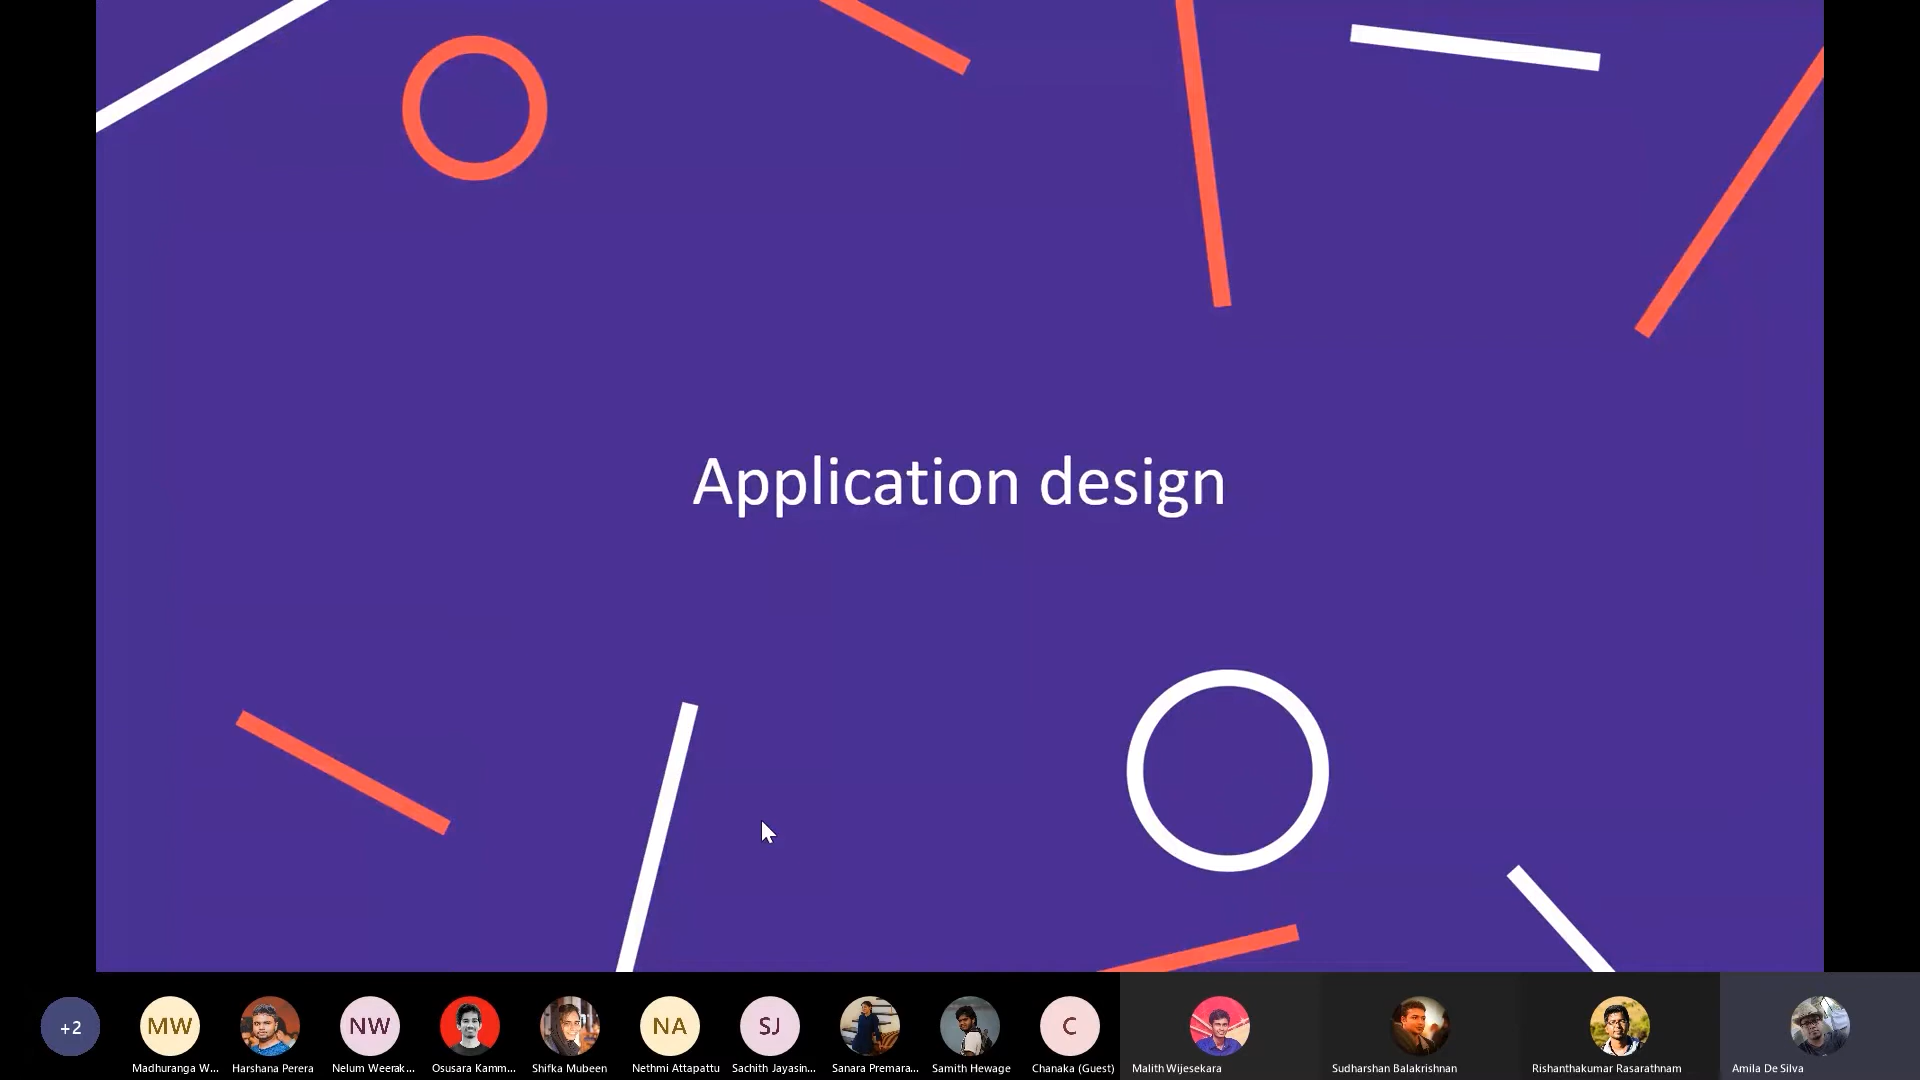 Application design
+2
MW
NW
NA
SJ
C
Madhuranga W...
Harshana Perera
Nelum Weerak...
Osusara Kamm...
Shifka Mubeen
Nethmi Attapattu
Sachith Jayasin...
Sanara Premara...
Samith Hewage
Chanaka (Guest)
Malith Wijesekara
Sudharshan Balakrishnan
Rishanthakumar Rasarathnam
Amila De Silva